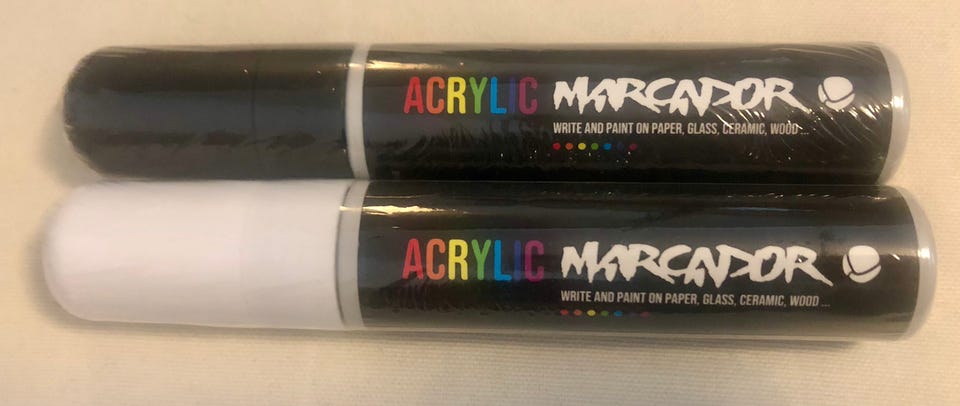 ACRYLIC MARCADOR
WRITE AND PAINT ON PAPER, GLASS, CERAMIC, WOOD ...
ACRYLIC MARCADOR
WRITE AND PAINT ON PAPER, GLASS, CERAMIC, WOOD ...